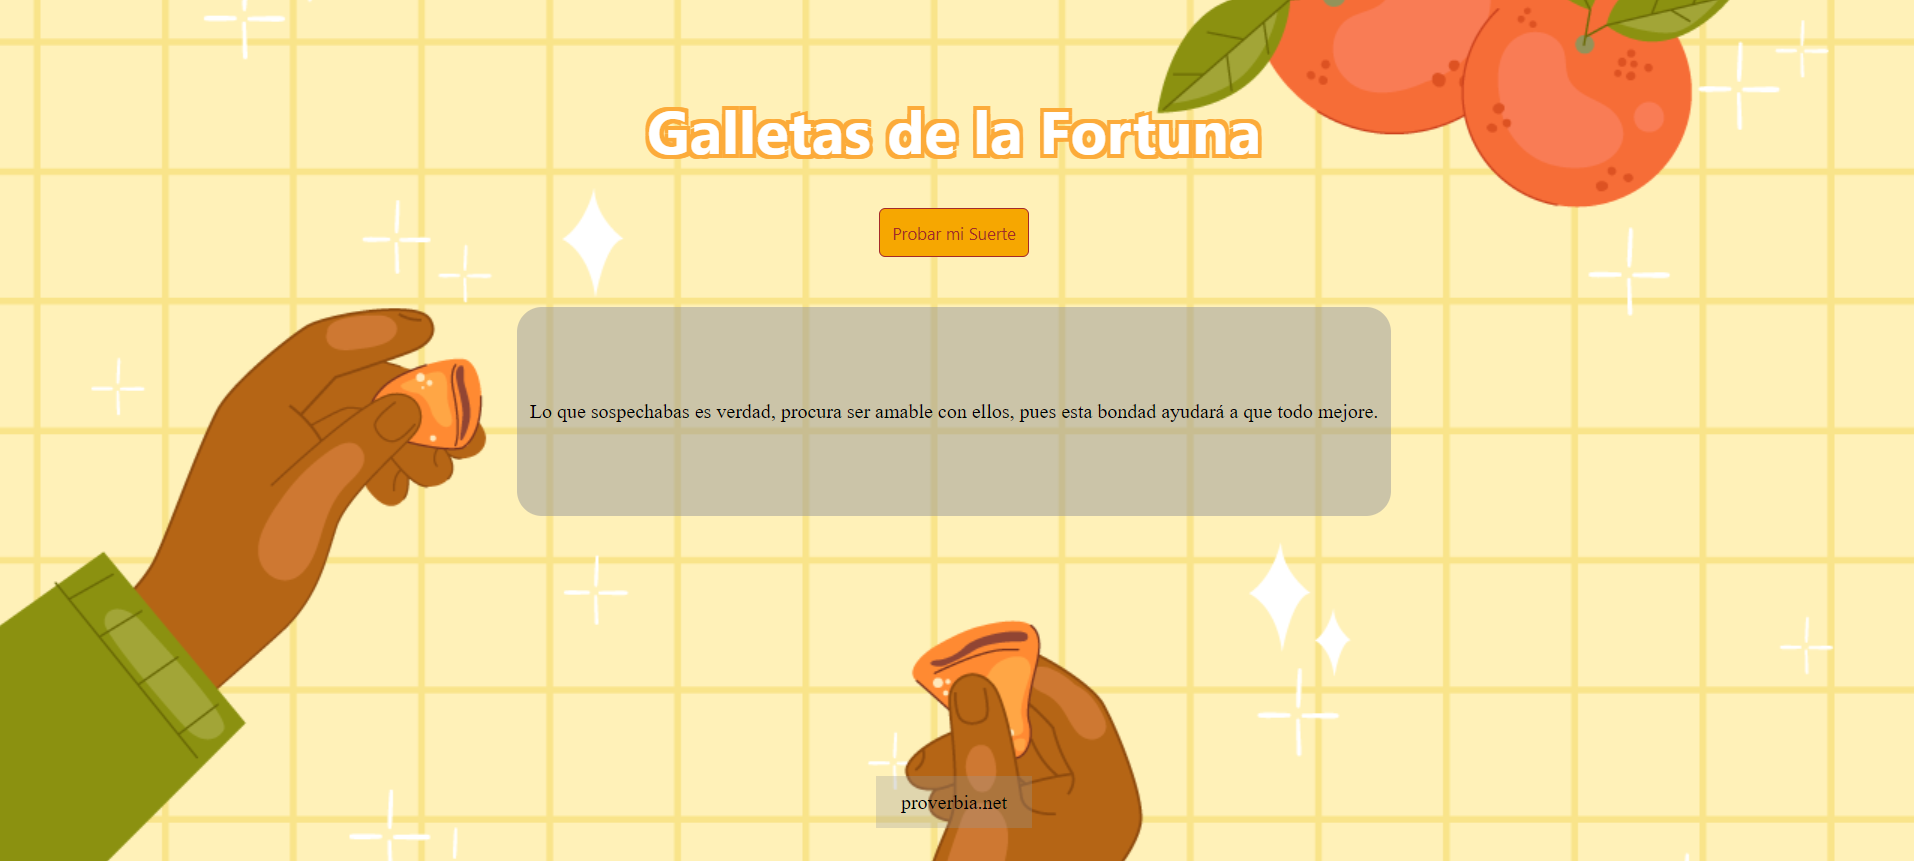 Galletas de la Fortuna
Probar mi Suerte
Lo que sospechabas es verdad, procura ser amable con ellos, pues esta bondad ayudará a que todo mejore.
proverbia.net